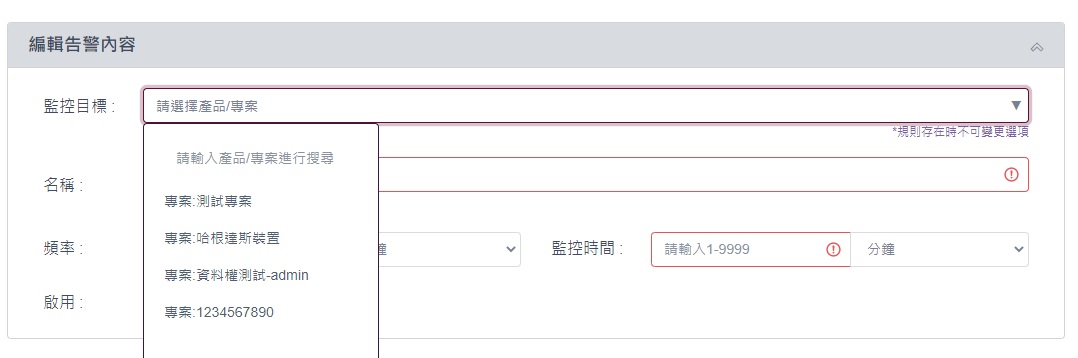 編輯告警內容
監控目標 :
請選擇產品/專案
*規則存在時不可變更選項
請輸入產品/專案進行搜尋
名稱 :
專案:測試專案
專案:哈根達斯裝置
頻率 :
鐘
監控時間 :
請輸入1-9999
分鐘
專案:資料權測試-admin
啟用 :
專案:1234567890